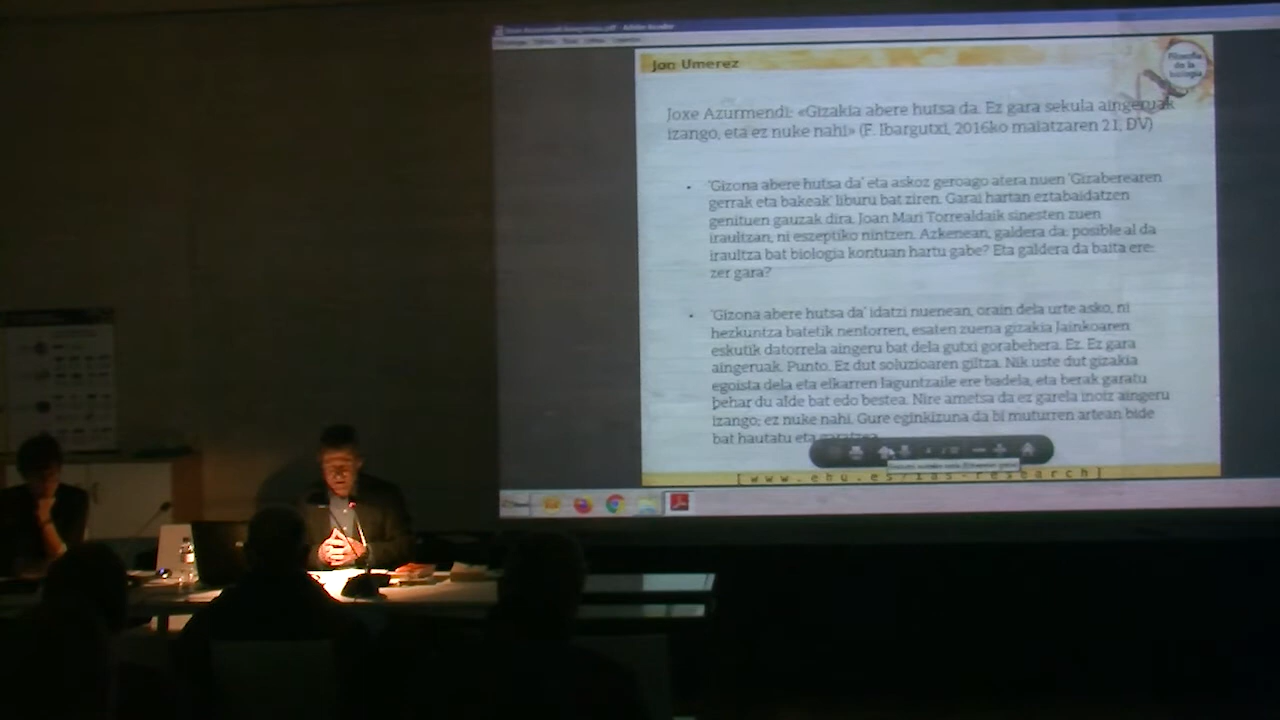 Jon Umerez
Filosofía
de la
biología
Joxe Azurmendi: «Gizakia abere hutsa da. Ez gara sekula aingeruak
izango, eta ez nuke nahi» (F. Ibargutxi, 2016ko maiatzaren 21, DV)
• 'Gizona abere hutsa da' eta askoz geroago atera nuen 'Gizaberearen
gerrak eta bakeak' liburu bat ziren. Garai hartan eztabaidatzen
genituen gauzak dira. Joan Mari Torrealdaik sinesten zuen
iraultzan, ni eszeptiko nintzen. Azkenean, galdera da: posible al da
iraultza bat biologia kontuan hartu gabe? Eta galdera da baita ere:
zer gara?
• 'Gizona abere hutsa da' idatzi nuenean, orain dela urte asko, ni
hezkuntza batetik nentorren, esaten zuena gizakia Jainkoaren
eskutik datorrela aingeru bat dela gutxi gorabehera. Ez. Ez gara
aingeruak. Punto. Ez dut soluzioaren giltza. Nik uste dut gizakia
egoista dela eta elkarren laguntzaile ere badela, eta berak garatu
behar du alde bat edo bestea. Nire ametsa da ez garela inoiz aingeru
izango; ez nuke nahi. Gure eginkizuna da bi muturren artean bide
bat hautatu eta garatzea
[www.ehu.es/ias-research]